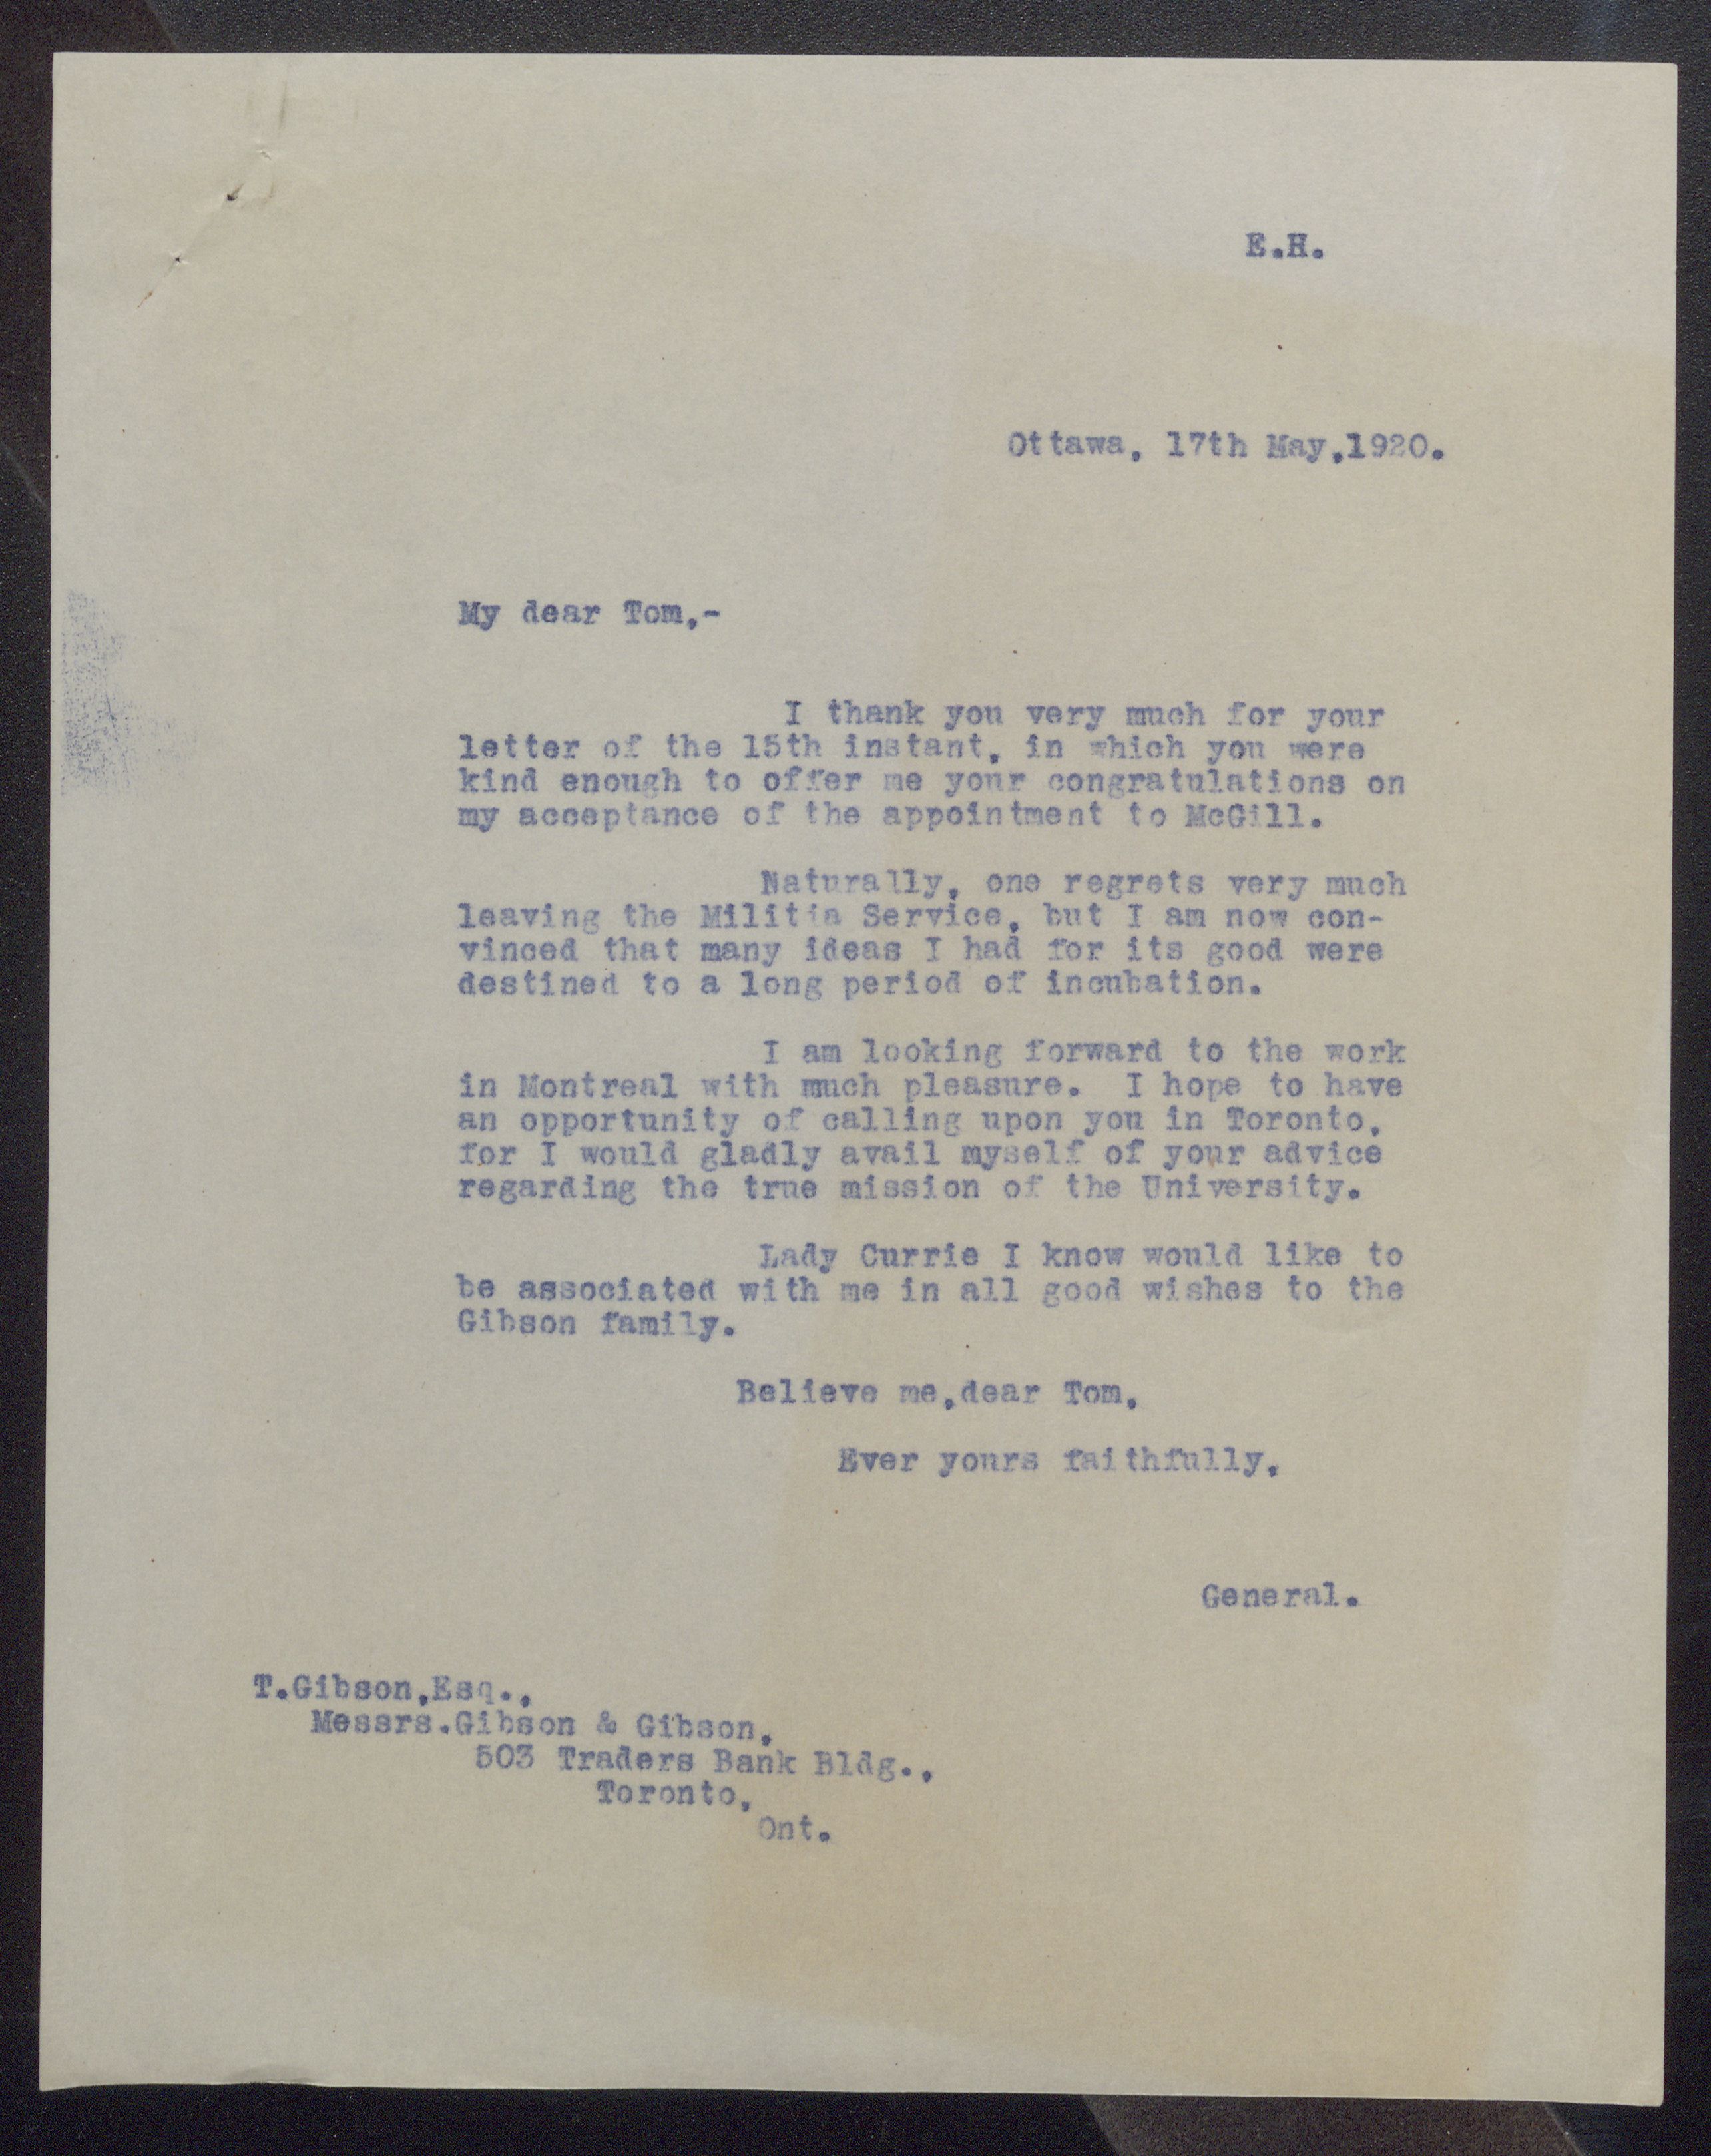 E.H.
Ottawa, 17th May,1920.
My dear Tom,-
I thank you very much for your
letter of the 15th instant, in which you were
kind enough to offer me your congratulations on
my acceptance of the appointment to McGill.
Naturally, one regrets very much
leaving the Militia Service, but I am now con-
vinced that many ideas I had for its good were
destined to a long period of incubation.
I am looking forward to the work
in Montreal with much pleasure. I hope to have
an opportunity of calling upon you in Toronto,
for I would gladly avail myself of your advice
regarding the true mission of the University.
Lady Currie I know would like to
be associated with me in all good wishes to the
Gibson family.
Believe me,dear Tom,
Ever yours faithfully,
General.
T.Gibson,Esq.,
Messrs.Gibson & Gibson,
503 Traders Bank Bldg.,
Toronto,
Ont.